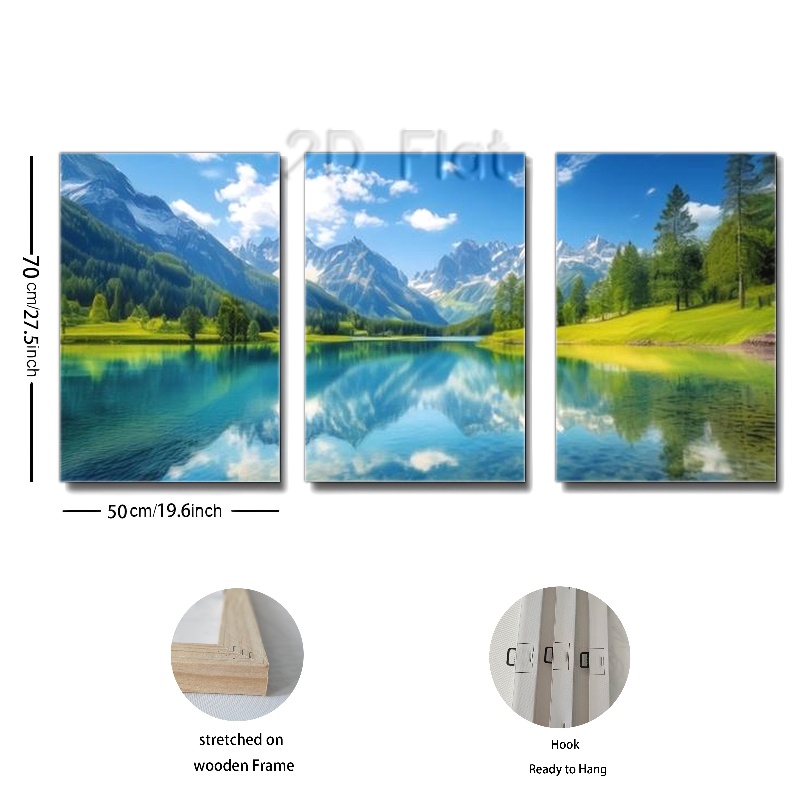 2D Flat
70 cm/27.5inch
50cm/19.6inch
stretched on
wooden Frame
Hook
Ready to Hang